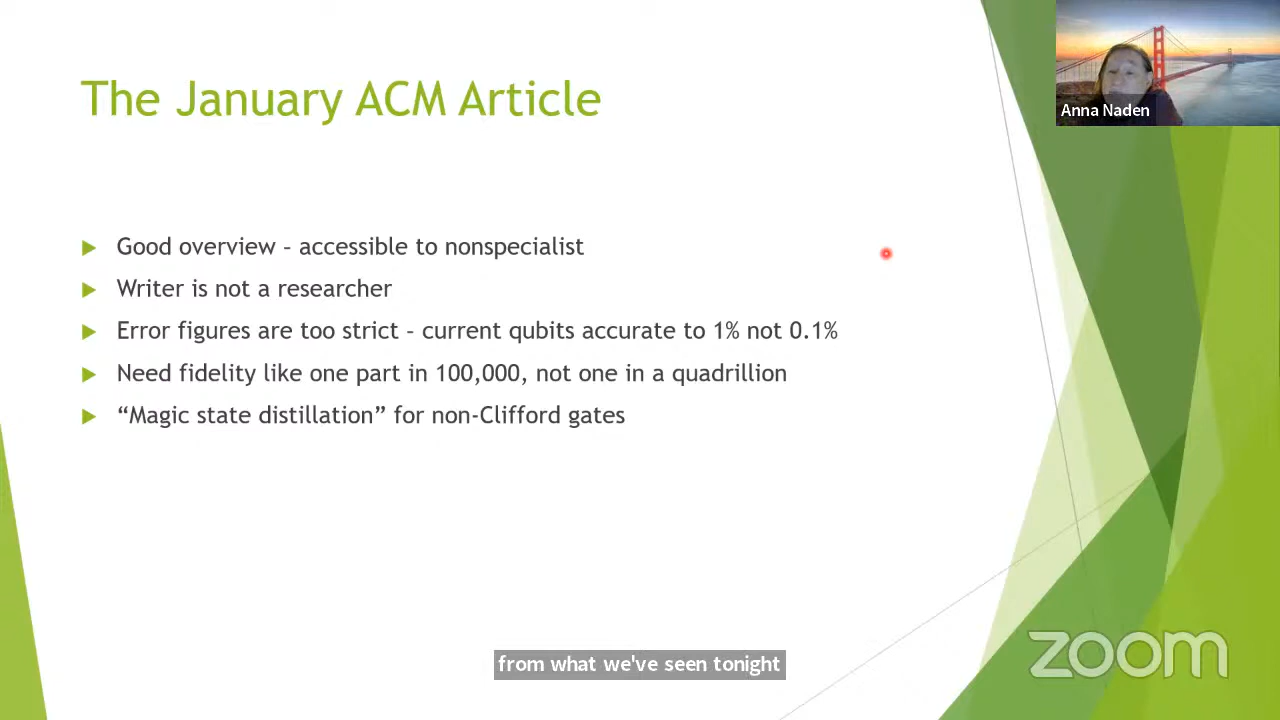 The January ACM Article
Anna Naden
Good overview – accessible to nonspecialist
Writer is not a researcher
Error figures are too strict – current qubits accurate to 1% not 0.1%
Need fidelity like one part in 100,000, not one in a quadrillion
“Magic state distillation” for non-Clifford gates
from what we've seen tonight
zoom